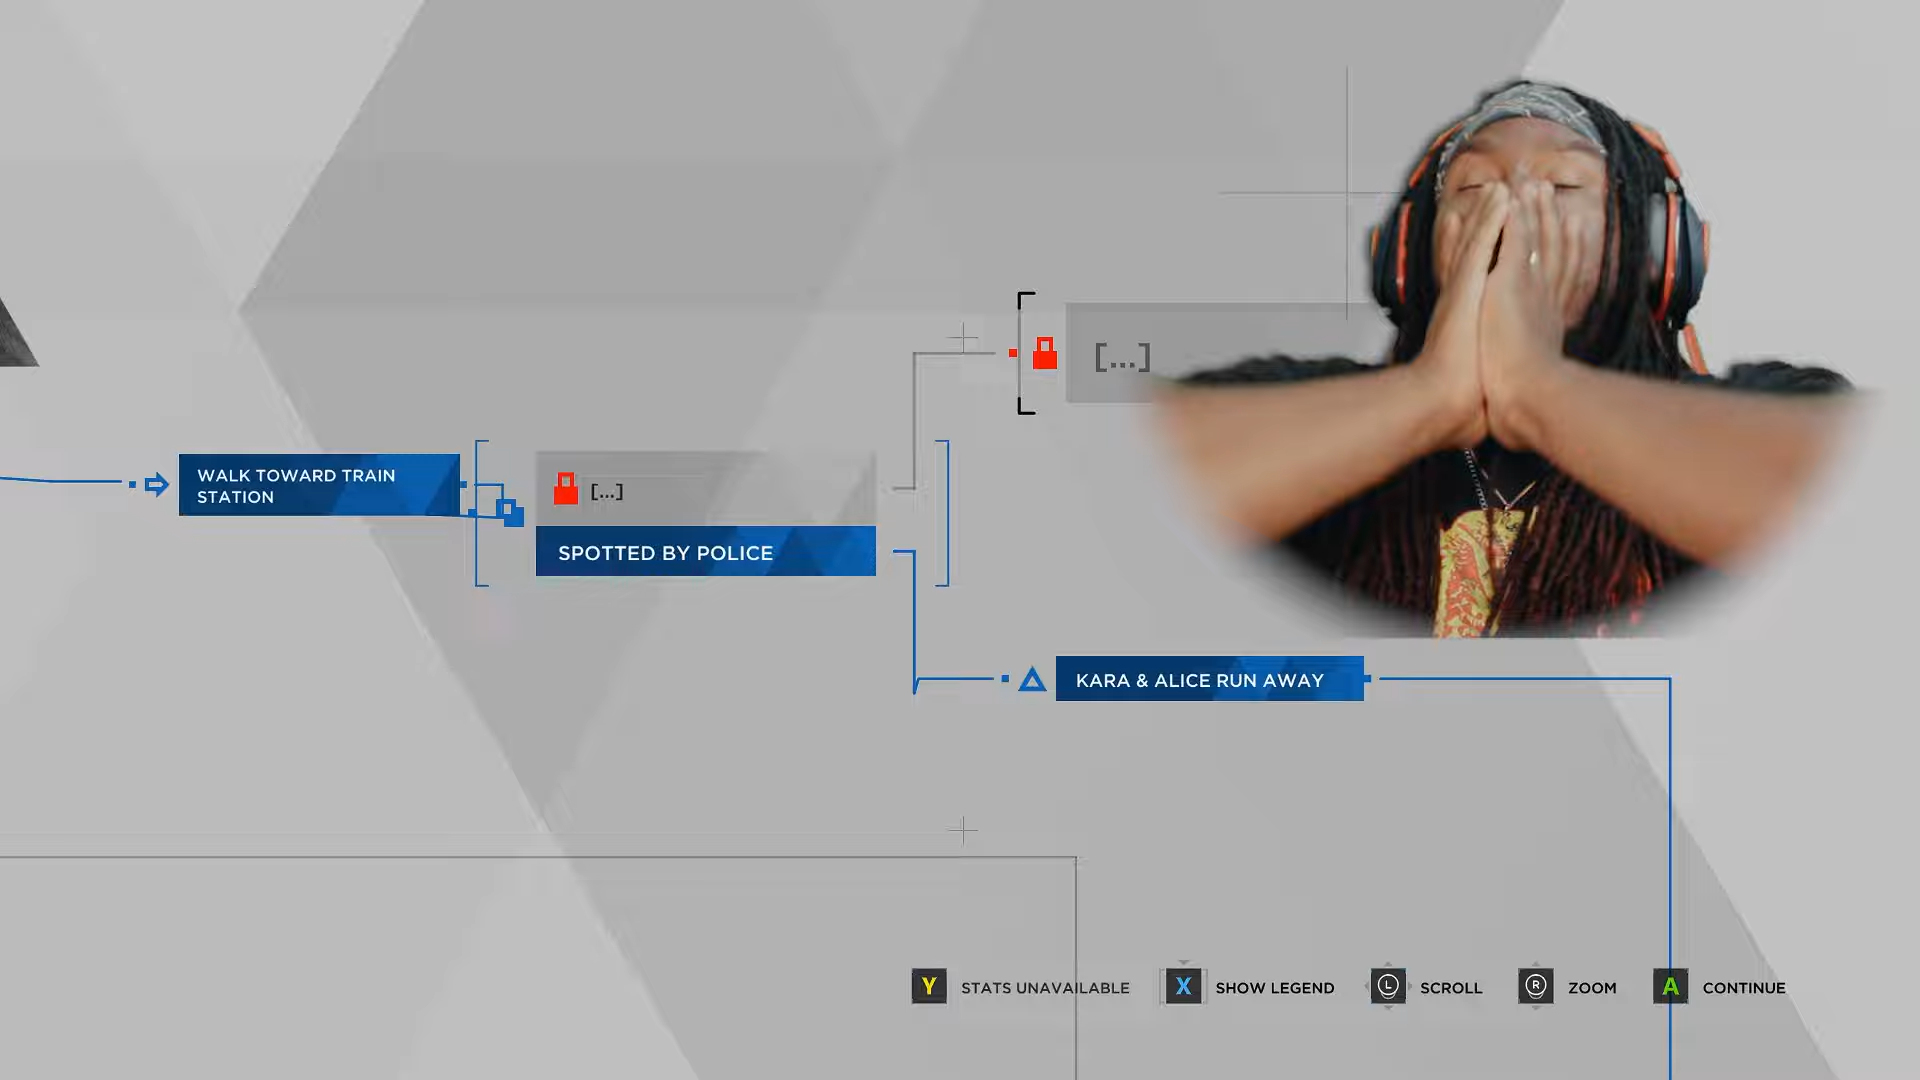 [...]
WALK TOWARD TRAIN
STATION
[...]
SPOTTED BY POLICE
KARA & ALICE RUN AWAY
Y STATS UNAVAILABLE X SHOW LEGEND L SCROLL R ZOOM A CONTINUE